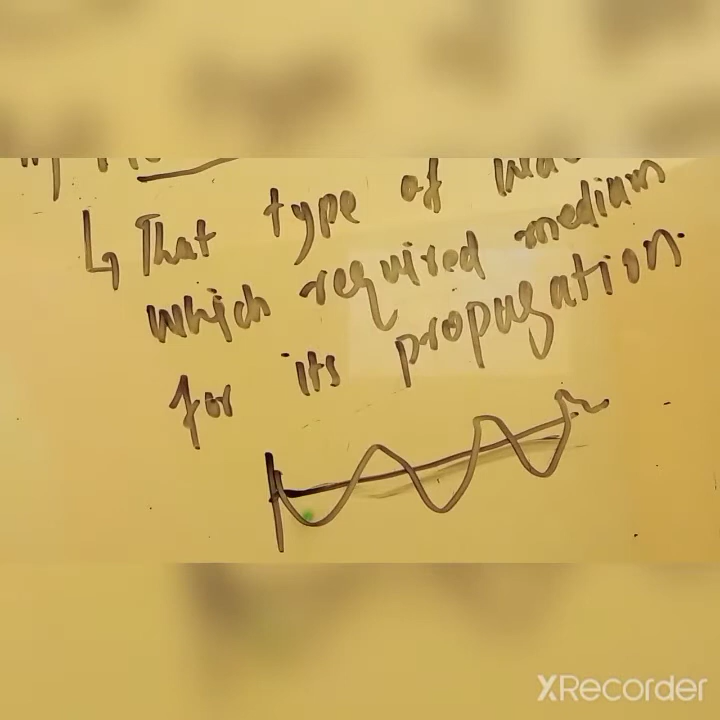 ↳ That type of
which required medium
for its propagation.
XRecorder